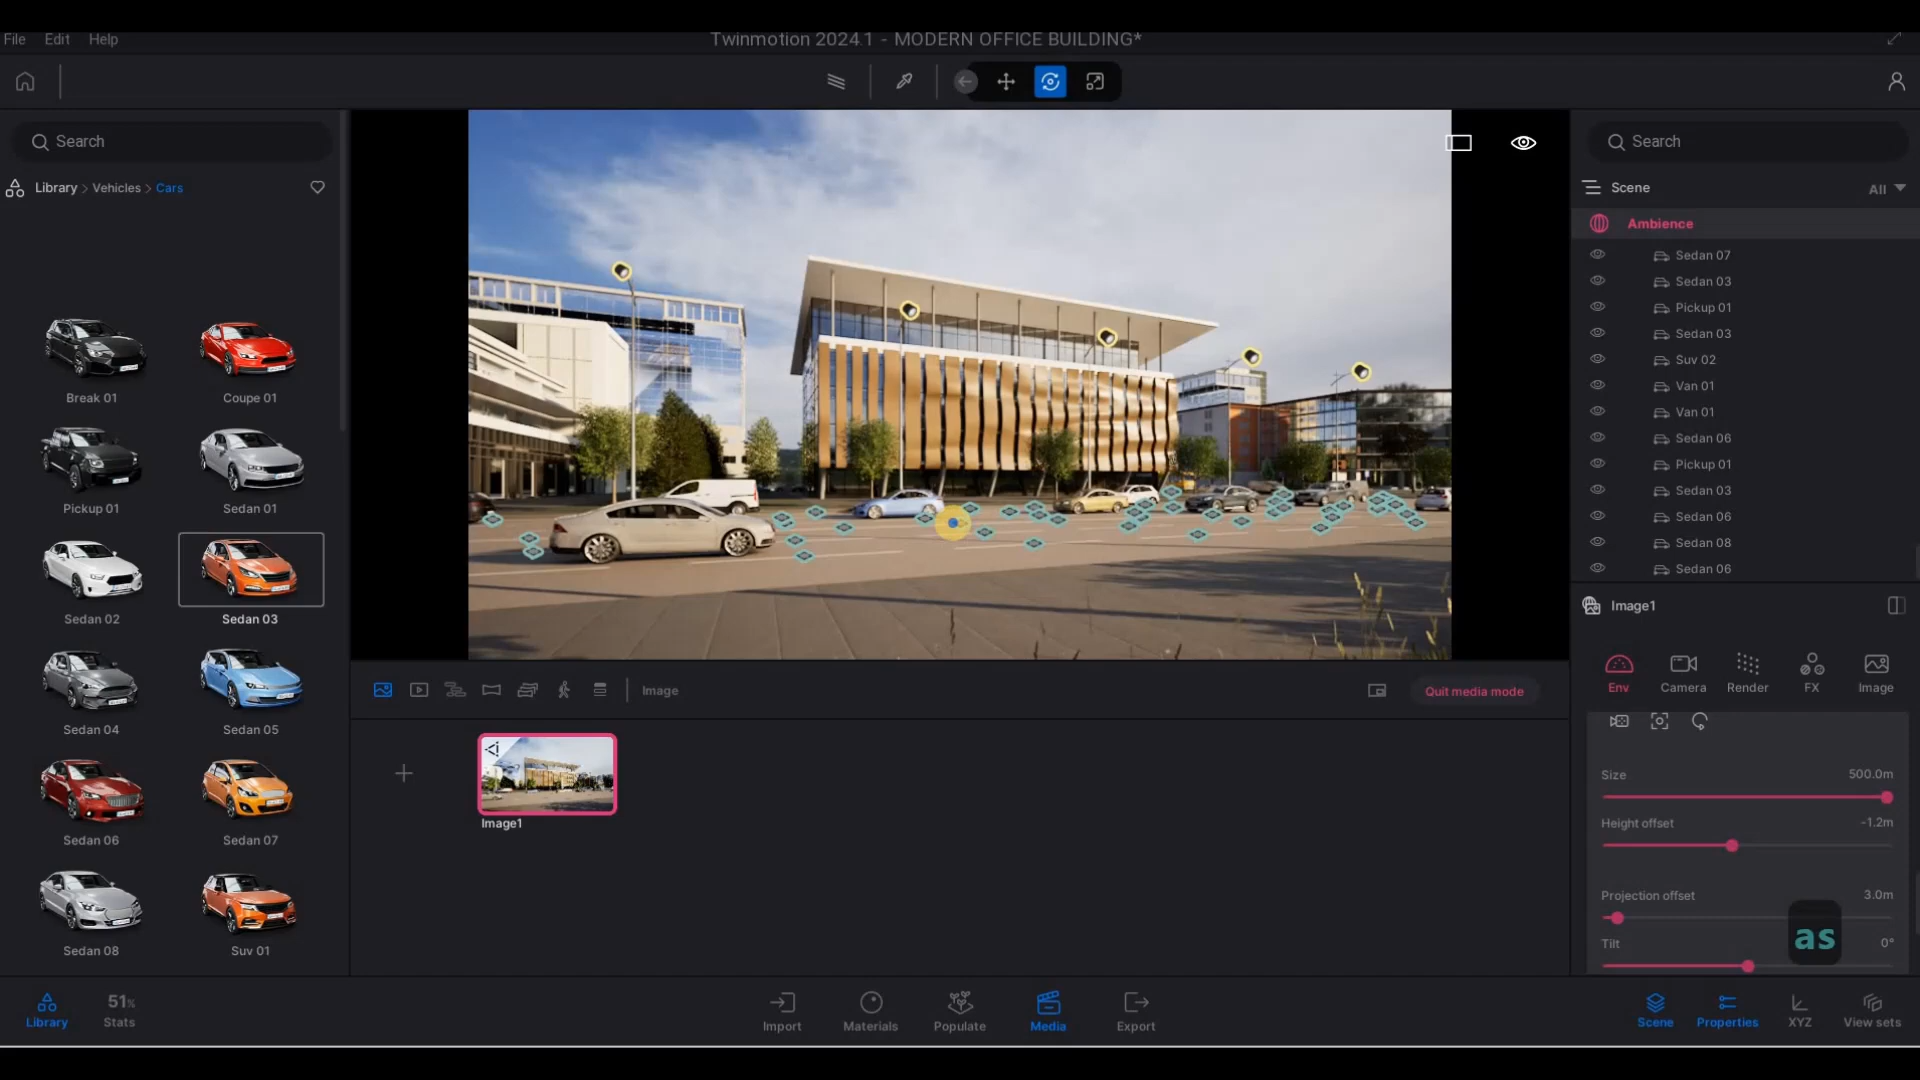 File Edit Help
Twinmotion 2024.1 - MODERN OFFICE BUILDING*
Search
Library > Vehicles > Cars
Break 01
Coupe 01
Pickup 01
Sedan 01
Sedan 02
Sedan 03
Sedan 04
Sedan 05
Sedan 06
Sedan 07
Sedan 08
Suv 01
Image
Quit media mode
Image1
Search
Scene
All
Ambience
Sedan 07
Sedan 03
Pickup 01
Sedan 03
Suv 02
Van 01
Van 01
Sedan 06
Pickup 01
Sedan 03
Sedan 06
Sedan 08
Sedan 06
Image1
Env
Camera
Render
FX
Image
Size 500.0m
Height offset -1.2m
Projection offset 3.0m
Tilt 0°
as
Library
51% Stats
Import
Materials
Populate
Media
Export
Scene
Properties
XYZ
View sets